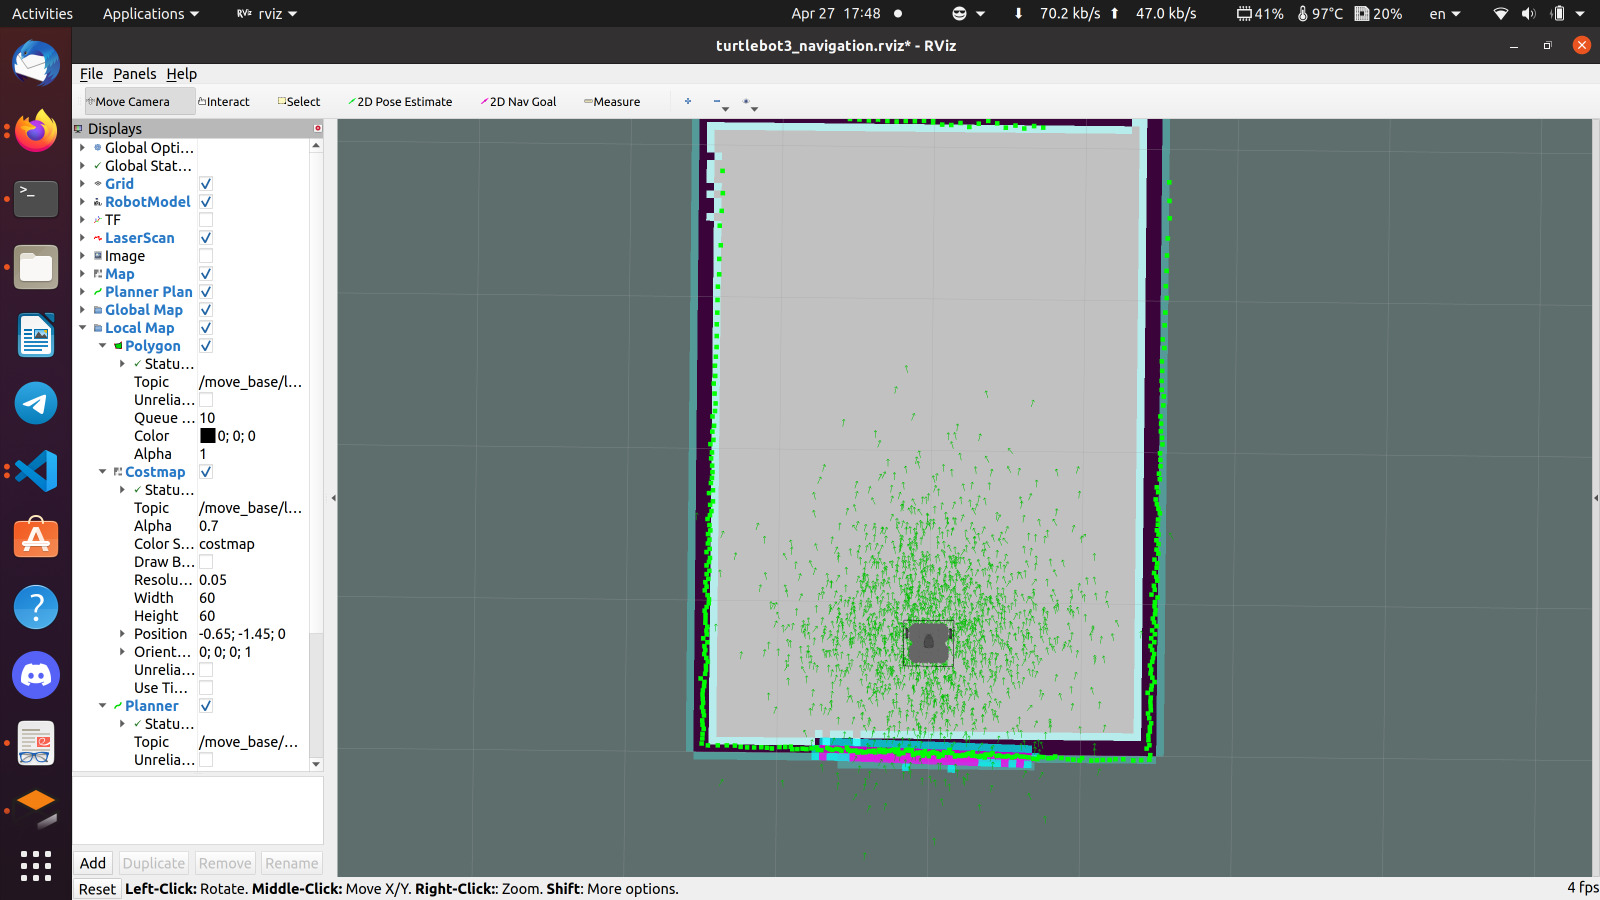 Activities Applications rviz Apr 27 17:48 70.2 kb/s 47.0 kb/s 41% 97°C 20% en
turtlebot3_navigation.rviz* - RViz
File Panels Help
Move Camera Interact Select 2D Pose Estimate 2D Nav Goal Measure
Displays
Global Opti...
Global Stat...
Grid
RobotModel
TF
LaserScan
Image
Map
Planner Plan
Global Map
Local Map
Polygon
Statu...
Topic /move_base/l...
Unrelia...
Queue ... 10
Color 0; 0; 0
Alpha 1
Costmap
Statu...
Topic /move_base/l...
Alpha 0.7
Color S... costmap
Draw B...
Resolu... 0.05
Width 60
Height 60
Position -0.65; -1.45; 0
Orient... 0; 0; 0; 1
Unrelia...
Use Ti...
Planner
Statu...
Topic /move_base/...
Unrelia...
Add Duplicate Remove Rename
Reset Left-Click: Rotate. Middle-Click: Move X/Y. Right-Click:: Zoom. Shift: More options. 4 fps